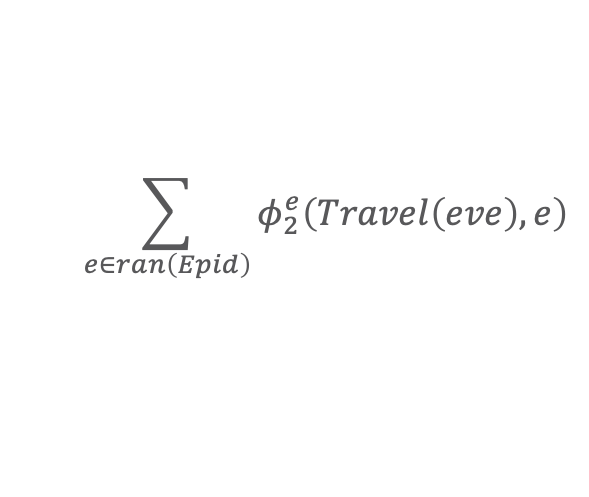 ∑ ϕ₂ᵉ(Travel(eve), e)
e∈ran(Epid)